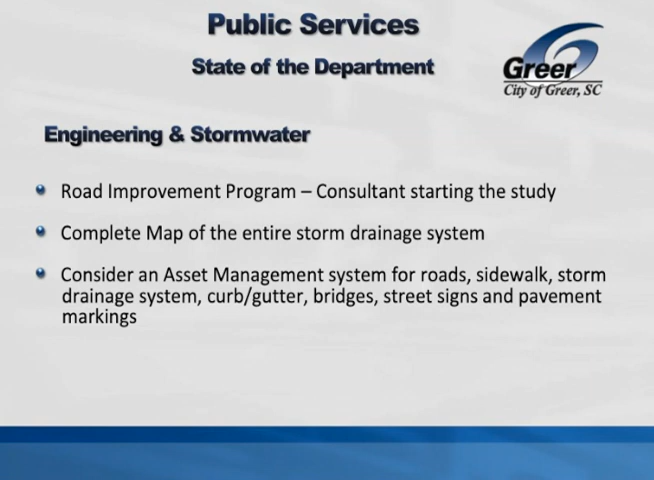 Public Services
State of the Department
Greer
City of Greer, SC
Engineering & Stormwater
Road Improvement Program – Consultant starting the study
Complete Map of the entire storm drainage system
Consider an Asset Management system for roads, sidewalk, storm
drainage system, curb/gutter, bridges, street signs and pavement
markings